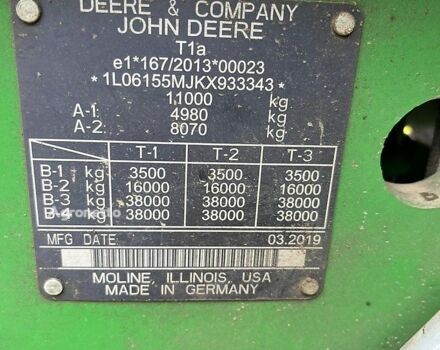 DEERE & COMPANY
JOHN DEERE
T1a
e1*167/2013*00023
*1L06155MJKX933343*
11000 kg
A-1: 4980 kg
A-2: 8070 kg
T-1 T-2 T-3
B-1 kg 3500 3500 3500
B-2 kg 16000 16000 16000
B-3 kg 38000 38000 38000
B-4 kg 38000 38000 38000
MFG DATE 03.2019
MOLINE, ILLINOIS, USA
MADE IN GERMANY